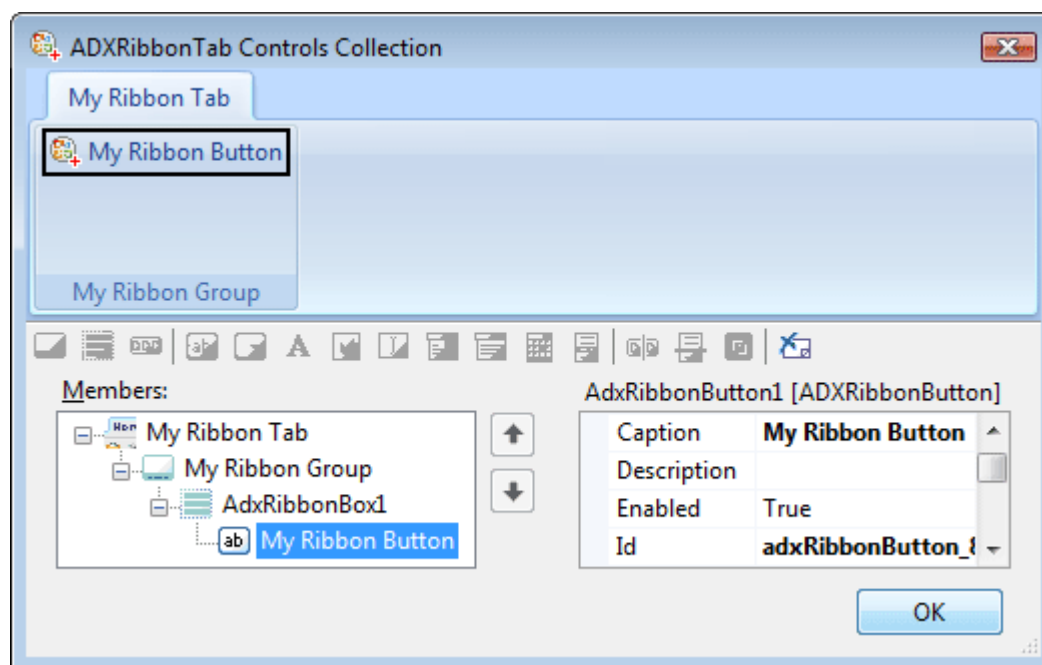 ADXRibbonTab Controls Collection
My Ribbon Tab
My Ribbon Button
My Ribbon Group
Members:
My Ribbon Tab
My Ribbon Group
AdxRibbonBox1
ab My Ribbon Button
AdxRibbonButton1 [ADXRibbonButton]
Caption My Ribbon Button
Description
Enabled True
Id adxRibbonButton_
OK